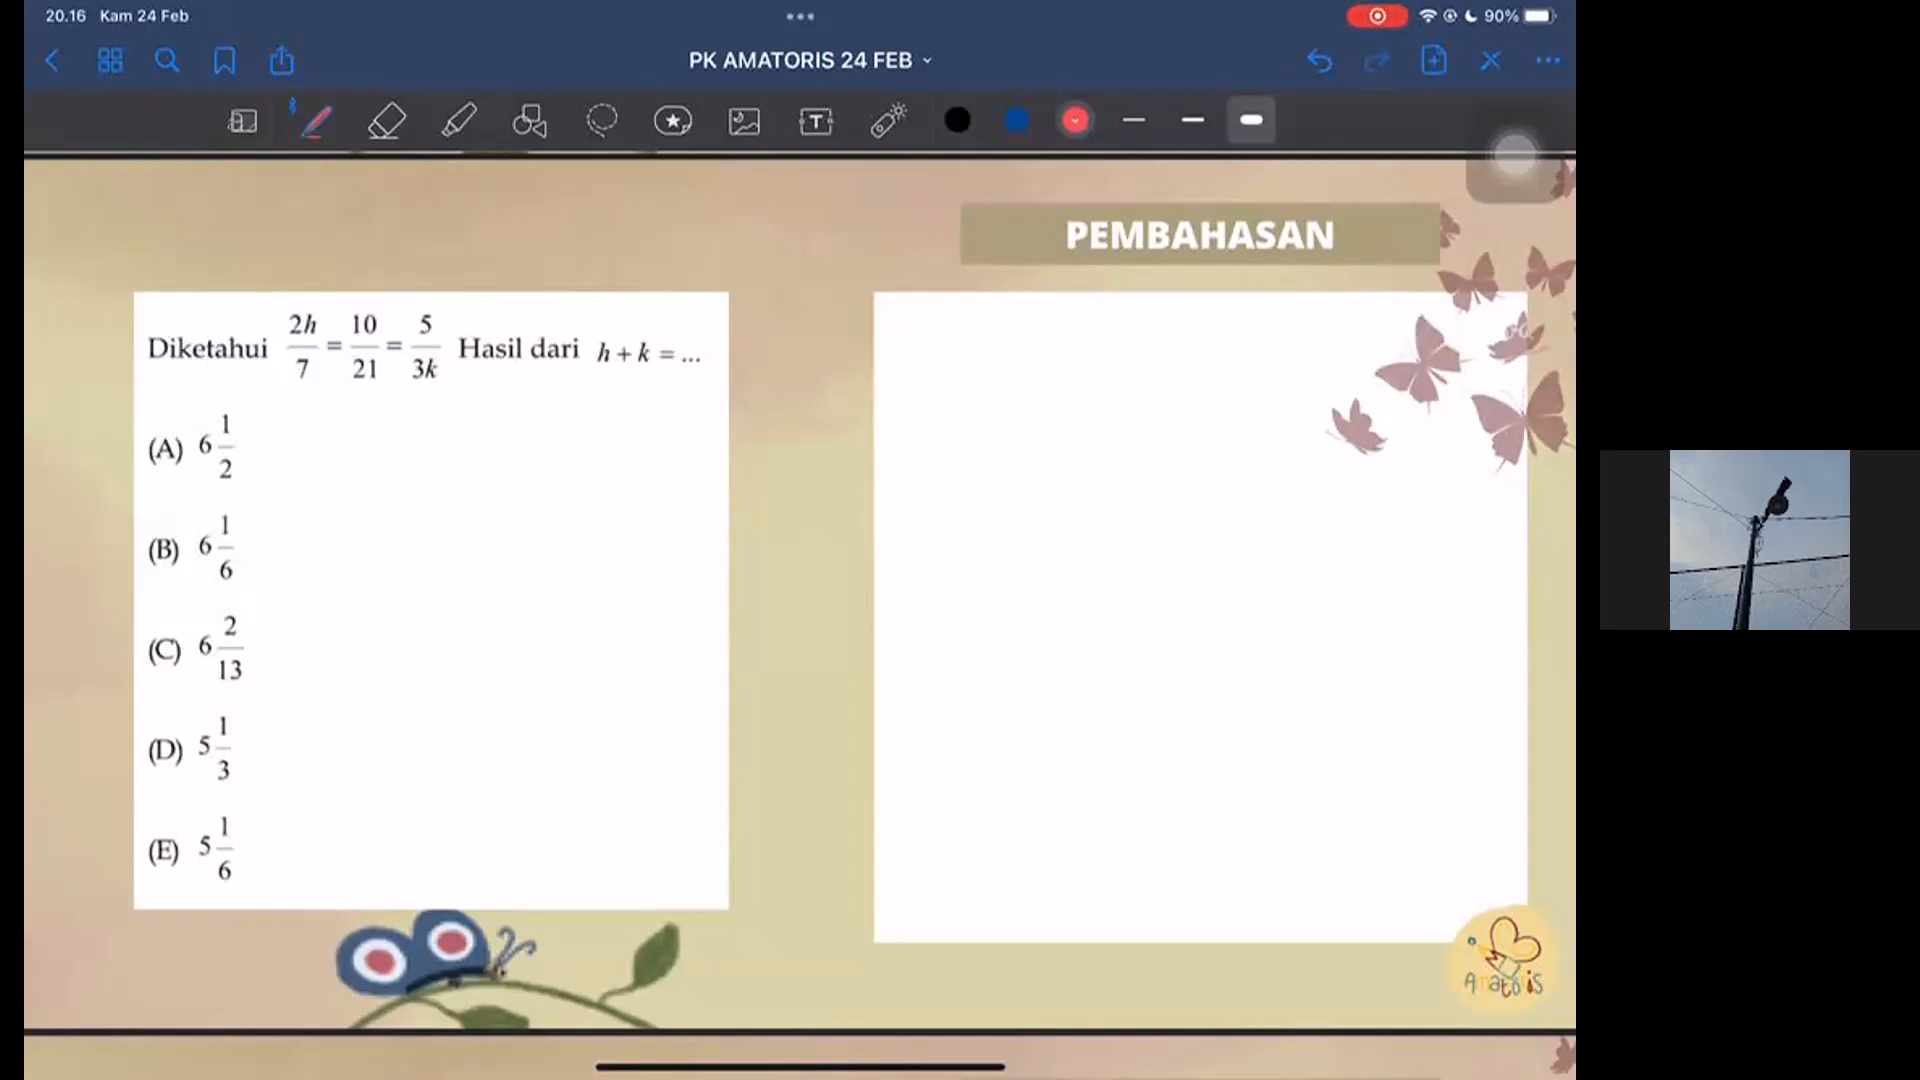 20.16 Kam 24 Feb
90%
PK AMATORIS 24 FEB
PEMBAHASAN
Diketahui 2h/7 = 10/21 = 5/3k Hasil dari h + k = ...
(A) 6 1/2
(B) 6 1/6
(C) 6 2/13
(D) 5 1/3
(E) 5 1/6
Amatoris